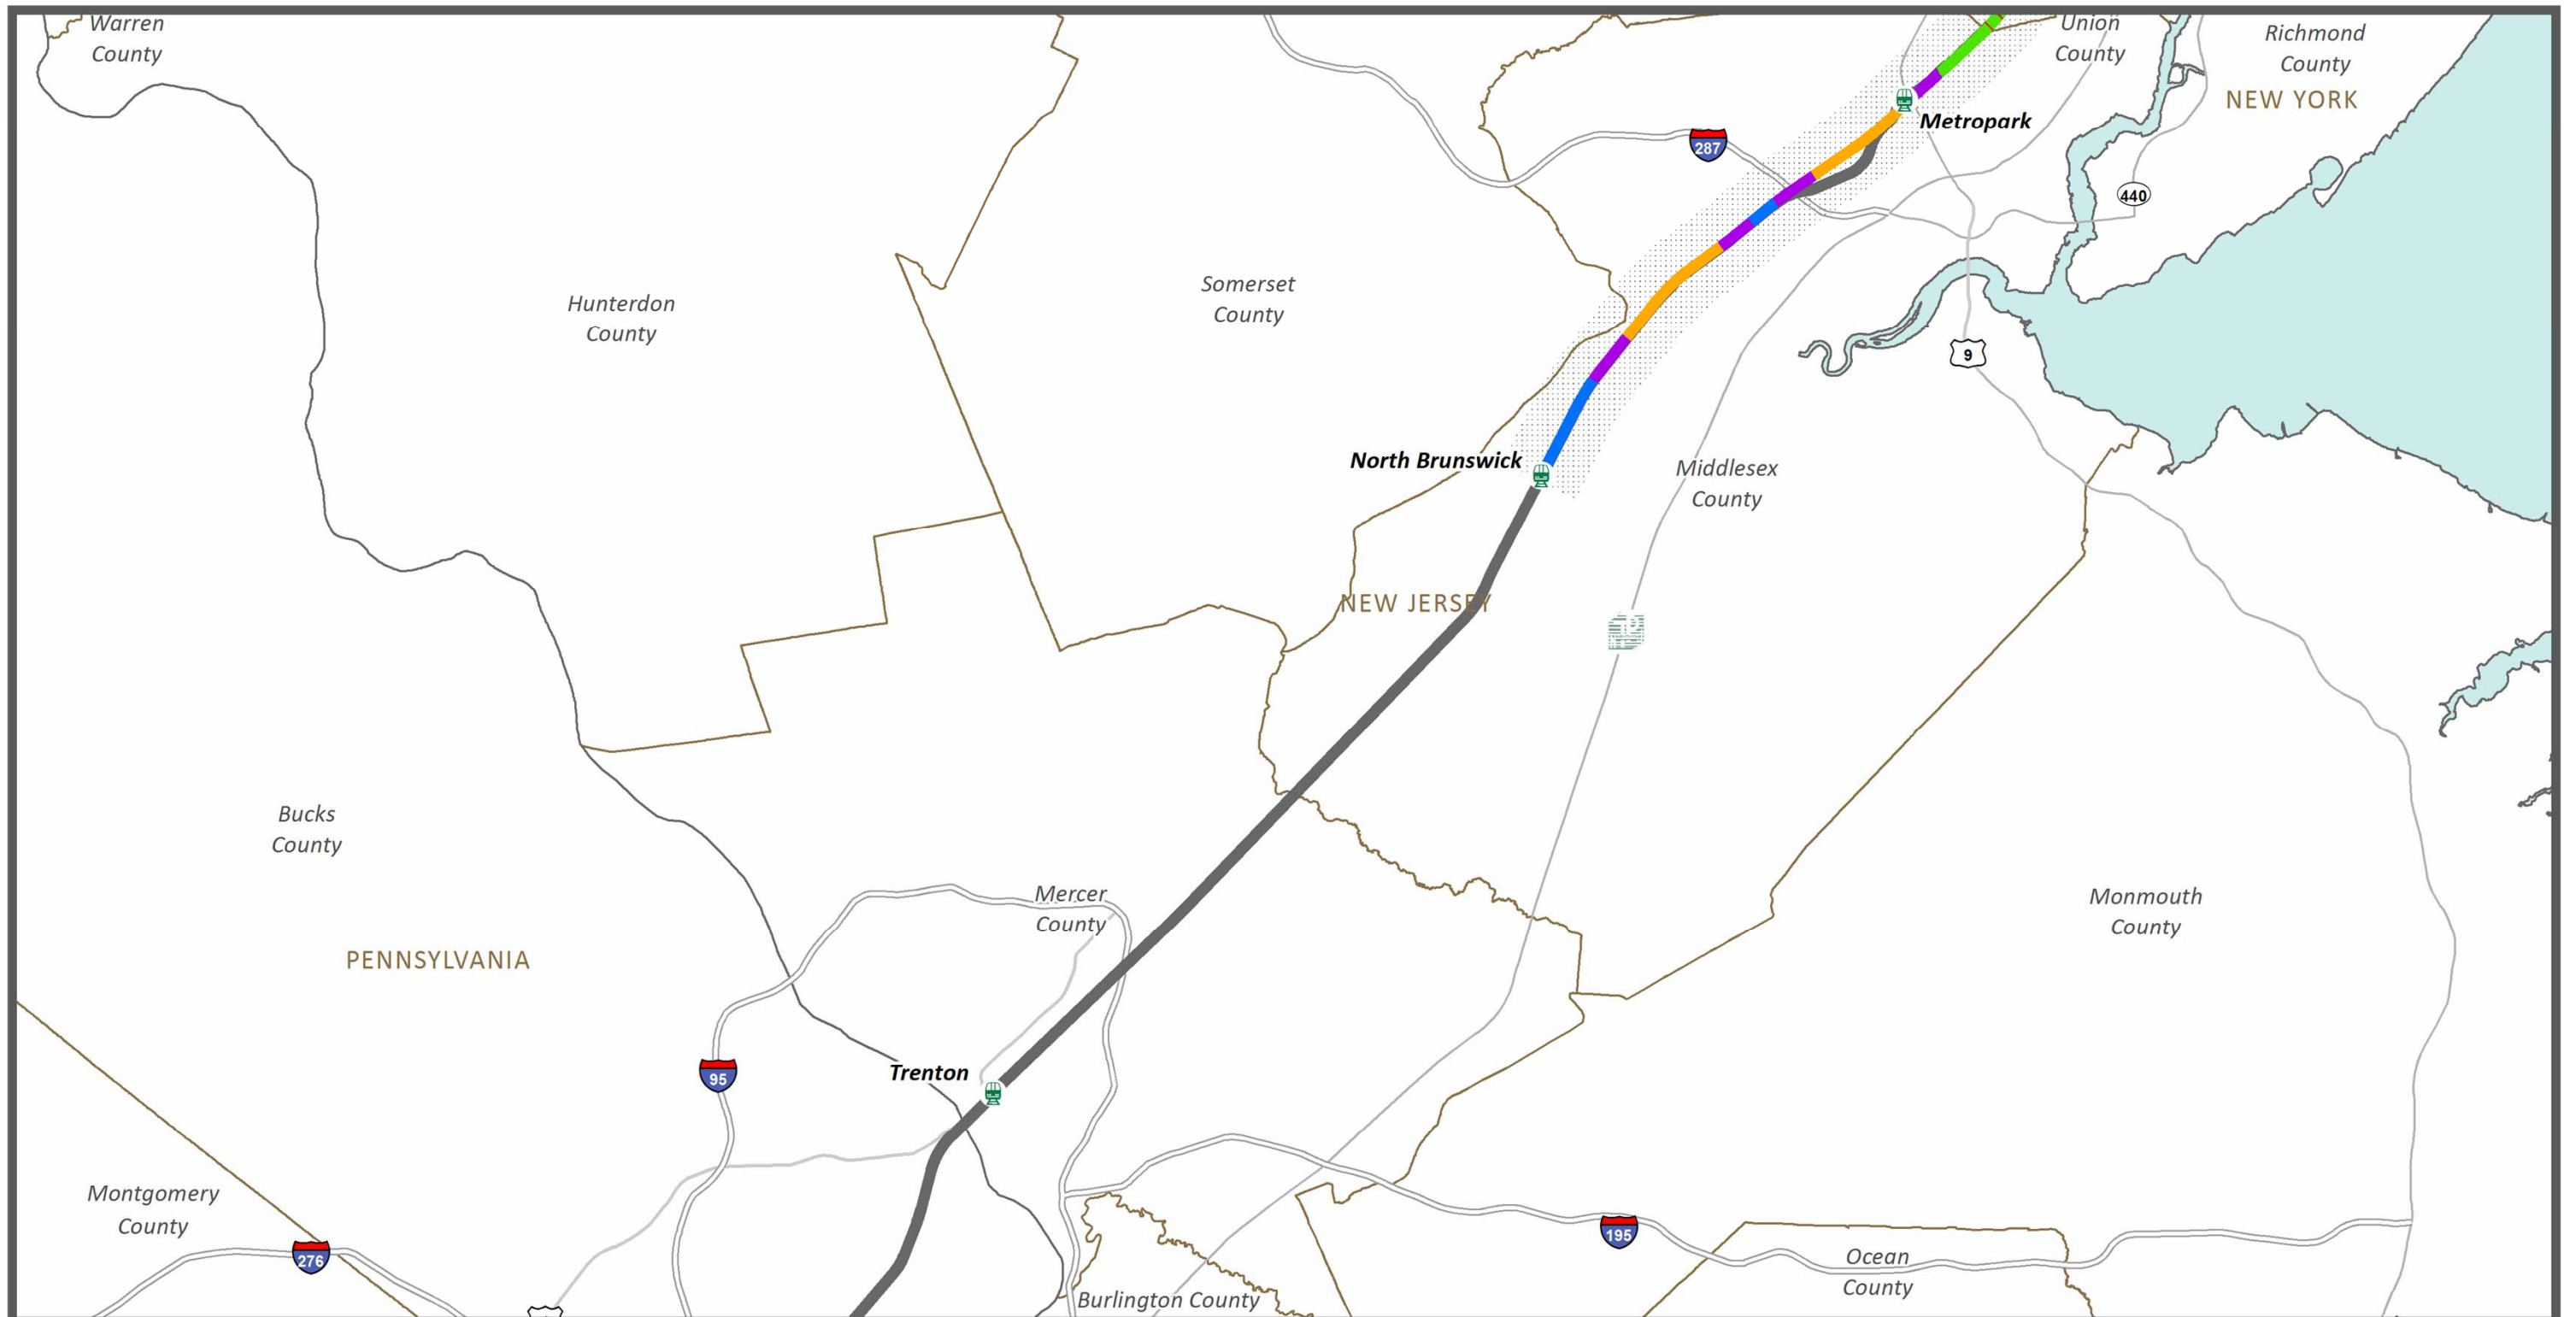 Warren
County
Union
County
Richmond
County
NEW YORK
Metropark
287
440
Hunterdon
County
Somerset
County
9
North Brunswick
Middlesex
County
NEW JERSEY
Bucks
County
Mercer
County
Monmouth
County
PENNSYLVANIA
Trenton
95
Montgomery
County
195
276
Ocean
County
Burlington County